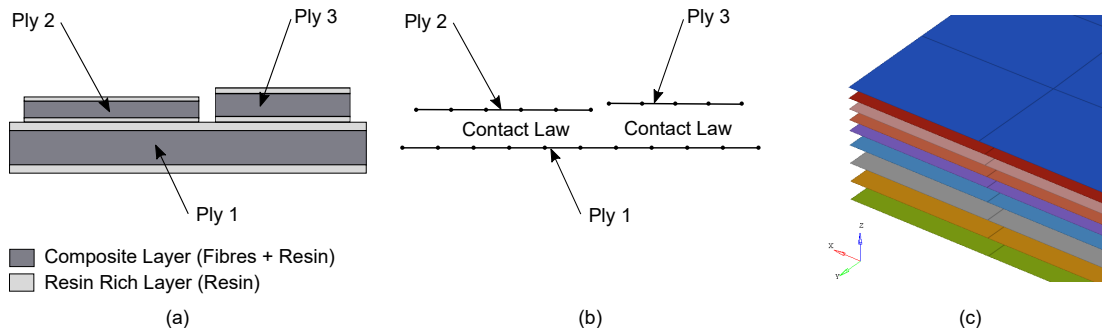 Ply 2
Ply 3
Ply 1
Composite Layer (Fibres + Resin)
Resin Rich Layer (Resin)
(a)
Ply 2
Ply 3
Contact Law
Contact Law
Ply 1
(b)
Z
X
Y
(c)